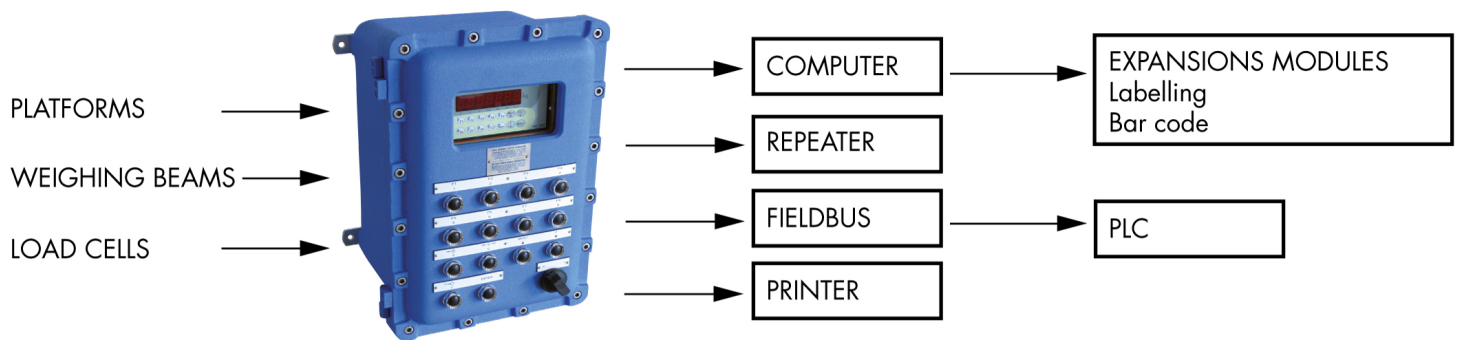 PLATFORMS
WEIGHING BEAMS
LOAD CELLS
COMPUTER
REPEATER
FIELDBUS
PRINTER
EXPANSIONS MODULES
Labelling
Bar code
PLC